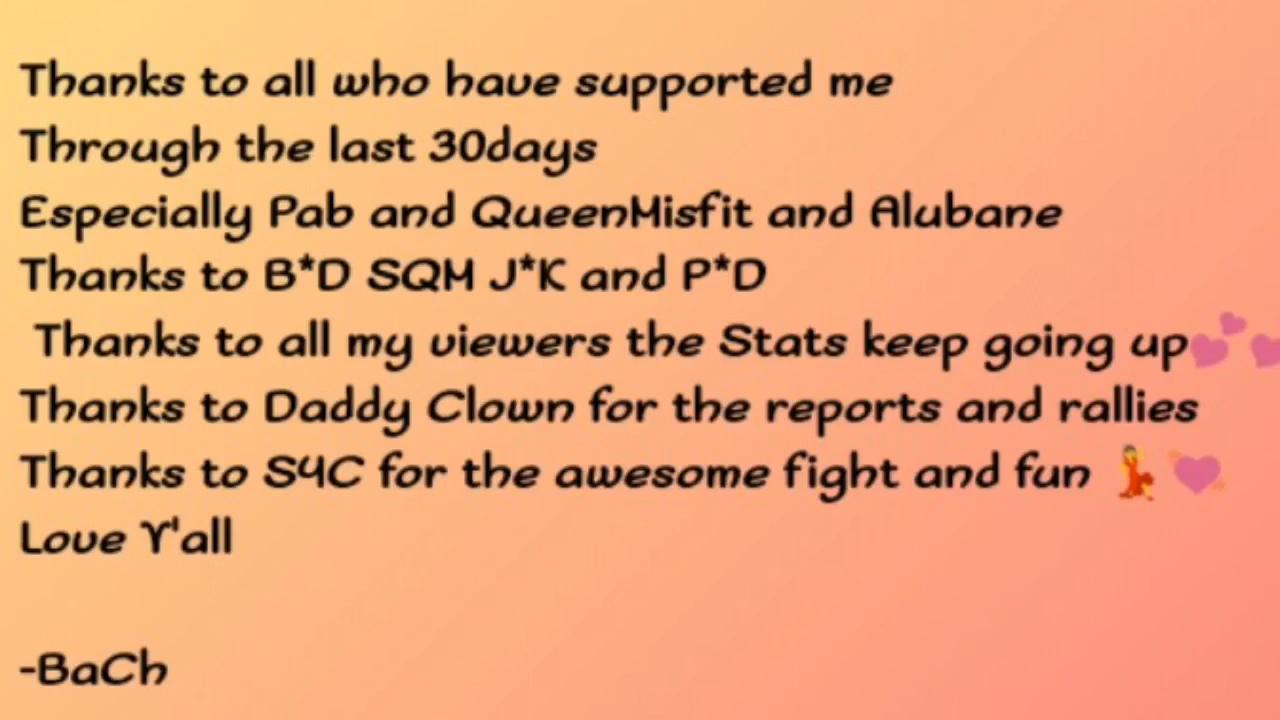 Thanks to all who have supported me
Through the last 30days
Especially Pab and QueenMisfit and Alubane
Thanks to B*D SQM J*K and P*D
Thanks to all my viewers the Stats keep going up💕💕
Thanks to Daddy Clown for the reports and rallies
Thanks to S4C for the awesome fight and fun 💃💘
Love Y'all
-BaCh